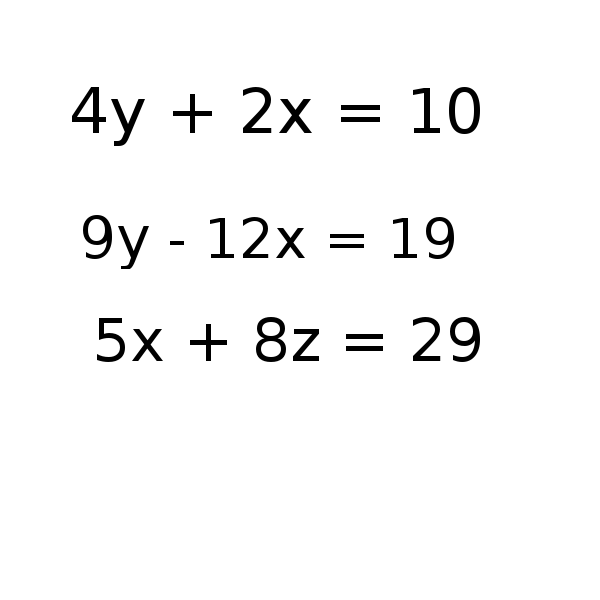 4y + 2x = 10
9y - 12x = 19
5x + 8z = 29